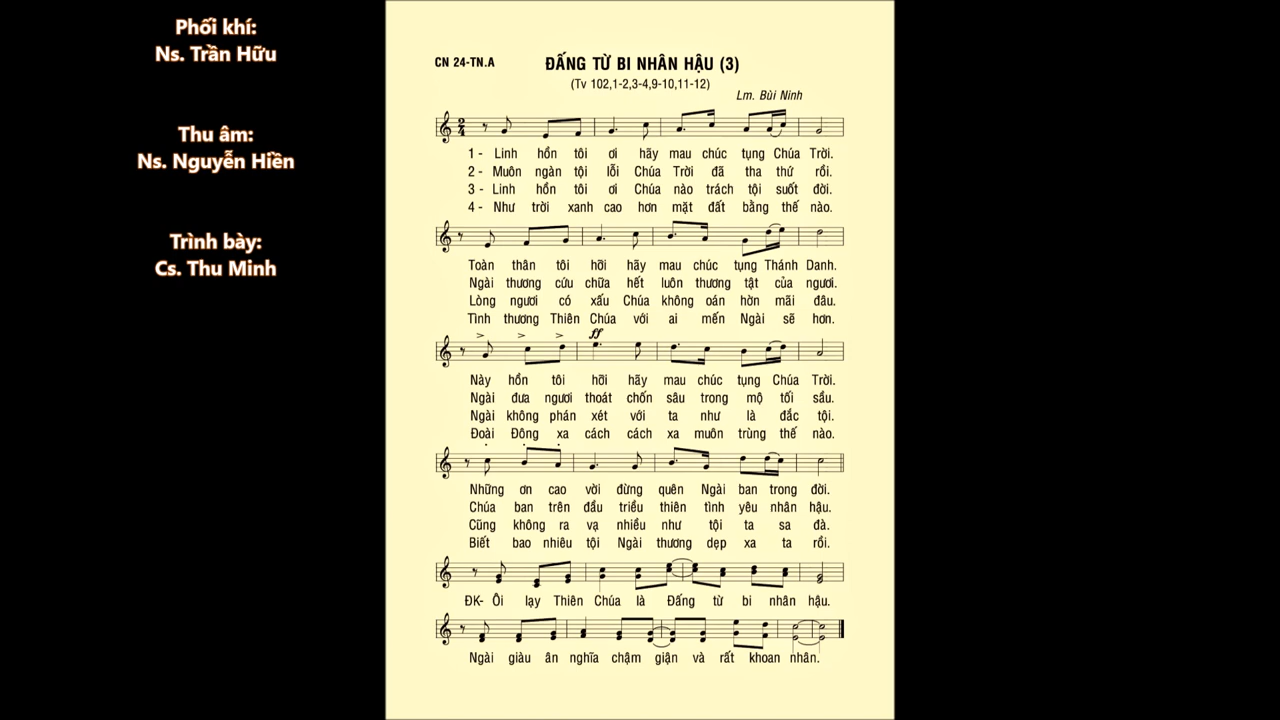 Phối khí:
Ns. Trần Hữu
Thu âm:
Ns. Nguyễn Hiền
Trình bày:
Cs. Thu Minh
CN 24-TN.A
ĐẤNG TỪ BI NHÂN HẬU (3)
(Tv 102,1-2,3-4,9-10,11-12)
Lm. Bùi Ninh
1 - Linh hồn tôi ơi hãy mau chúc tụng Chúa Trời.
2 - Muôn ngàn tội lỗi Chúa Trời đã tha thứ rồi.
3 - Linh hồn tôi ơi Chúa nào trách tội suốt đời.
4 - Như trời xanh cao hơn mặt đất bằng thế nào.
Toàn thân tôi hỡi hãy mau chúc tụng Thánh Danh.
Ngài thương cứu chữa hết luôn thương tật của ngươi.
Lòng ngươi có xấu Chúa không oán hờn mãi đâu.
Tình thương Thiên Chúa với ai mến Ngài sẽ hơn.
ff
Này hồn tôi hỡi hãy mau chúc tụng Chúa Trời.
Ngài đưa ngươi thoát chốn sâu trong mộ tối sầu.
Ngài không phán xét với ta như là đắc tội.
Đoài Đông xa cách cách xa muôn trùng thế nào.
Những ơn cao vời đừng quên Ngài ban trong đời.
Chúa ban trên đầu triều thiên tình yêu nhân hậu.
Cũng không ra vạ nhiều như tội ta sa đà.
Biết bao nhiêu tội Ngài thương dẹp xa ta rồi.
ĐK- Ôi lạy Thiên Chúa là Đấng từ bi nhân hậu.
Ngài giàu ân nghĩa chậm giận và rất khoan nhân.